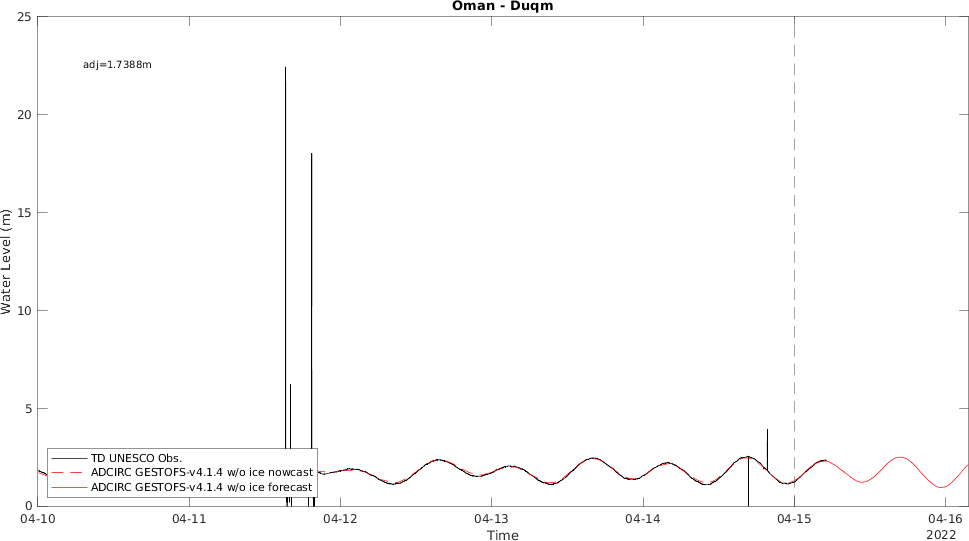 Oman - Duqm
25
adj=1.7388m
20
15
10
5
0
Water Level (m)
TD UNESCO Obs.
ADCIRC GESTOFS-v4.1.4 w/o ice nowcast
ADCIRC GESTOFS-v4.1.4 w/o ice forecast
04-10 04-11 04-12 04-13 04-14 04-15 04-16
Time
2022